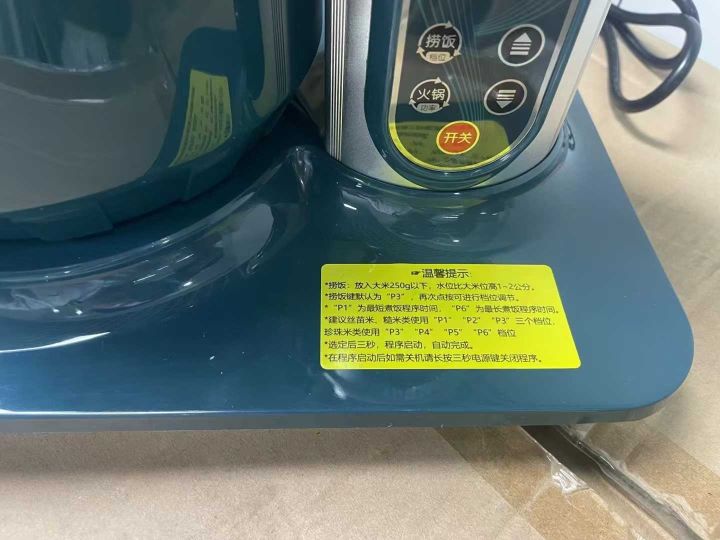 捞饭
档位
火锅
功率
开关
☞温馨提示:
*捞饭：放入大米250g以下，水位比大米位高1~2公分。
*捞饭键默认为“P3”，再次点按可进行档位调节。
*“P1”为最短煮饭程序时间，“P6”为最长煮饭程序时间。
*建议丝苗米，糙米类使用“P1” “P2” “P3”三个档位,
珍珠米类使用“P3” “P4” “P5” “P6”档位
*选定后三秒，程序启动，自动完成。
*在程序启动后如需关机请长按三秒电源键关闭程序。